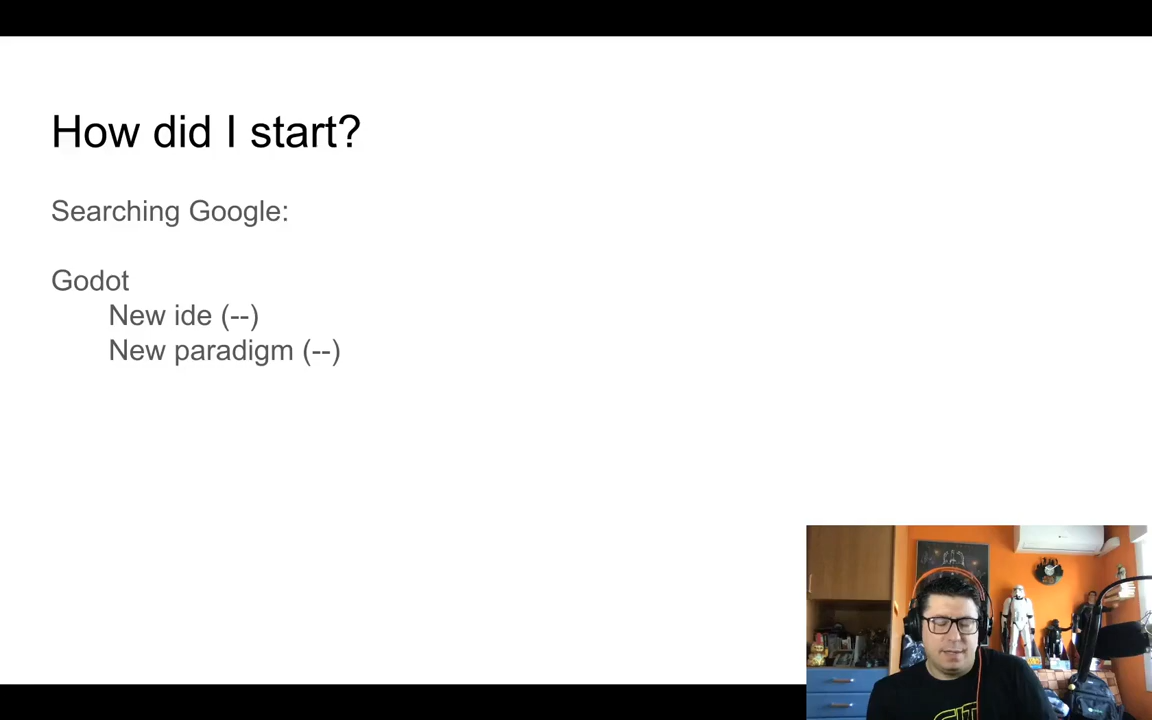 How did I start?
Searching Google:
Godot
New ide (--)
New paradigm (--)